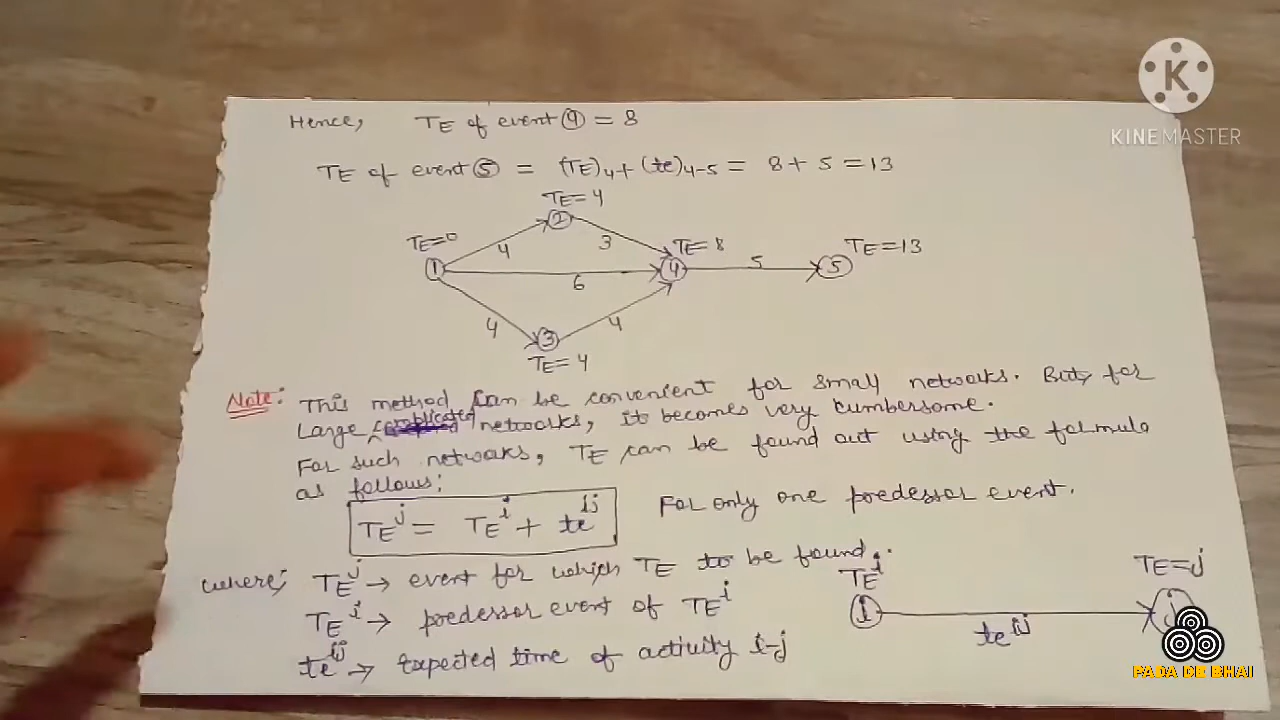 Hence, TE of event ④ = 8
TE of event ⑤ = (TE)4 + (te)4-5 = 8 + 5 = 13
K
KINEMASTER
TE = 4
②
TE=0
4
3
TE = 8
TE = 13
①
6
④
5
⑤
4
4
③
TE = 4
Note: This method can be convenient for small networks. But, for
Large complicated networks, it becomes very cumbersome.
For such networks, TE can be found out using the formula
as follows:
TE^j = TE^i + te^ij For only one predessor event.
where, TE^j → event for which TE to be found.
TE^i → predessor event of TE^i
te^ij → Expected time of activity i-j
TE^i
TE=j
i
j
te^ij
PADA DE BHAI